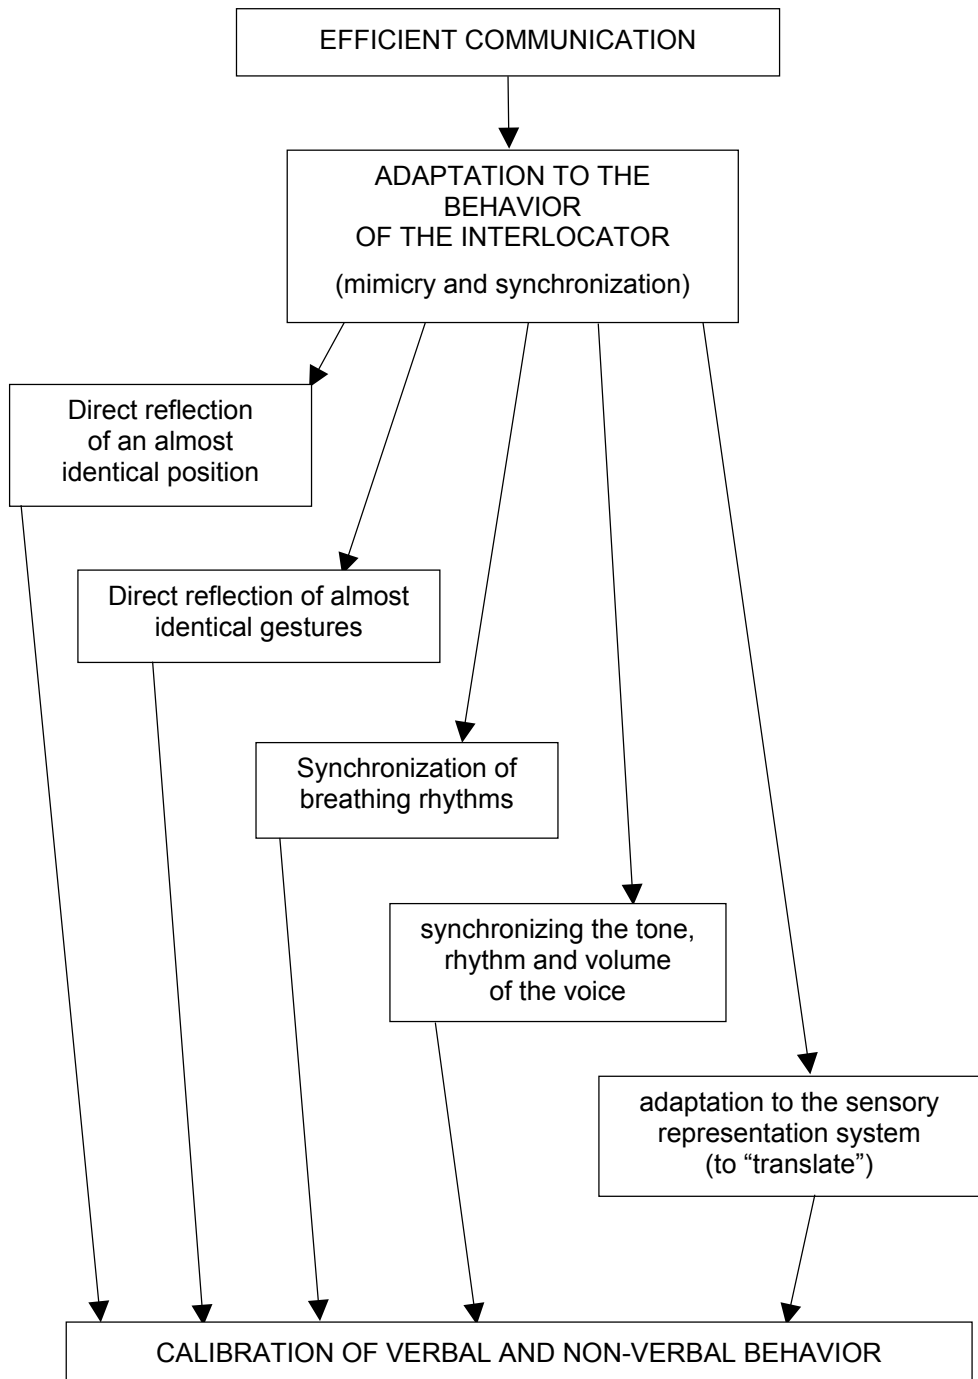 EFFICIENT COMMUNICATION
ADAPTATION TO THE
BEHAVIOR
OF THE INTERLOCATOR
(mimicry and synchronization)
Direct reflection
of an almost
identical position
Direct reflection of almost
identical gestures
Synchronization of
breathing rhythms
synchronizing the tone,
rhythm and volume
of the voice
adaptation to the sensory
representation system
(to “translate”)
CALIBRATION OF VERBAL AND NON-VERBAL BEHAVIOR